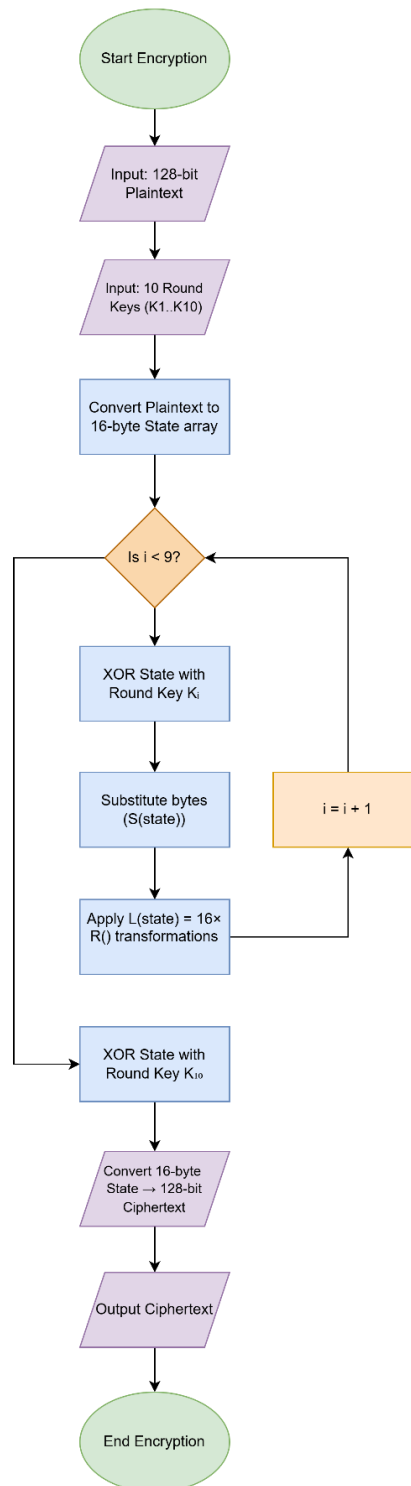 Start Encryption
Input: 128-bit
Plaintext
Input: 10 Round
Keys (K1..K10)
Convert Plaintext to
16-byte State array
Is i < 9?
XOR State with
Round Key Kᵢ
Substitute bytes
(S(state))
i = i + 1
Apply L(state) = 16×
R() transformations
XOR State with
Round Key K₁₀
Convert 16-byte
State → 128-bit
Ciphertext
Output Ciphertext
End Encryption